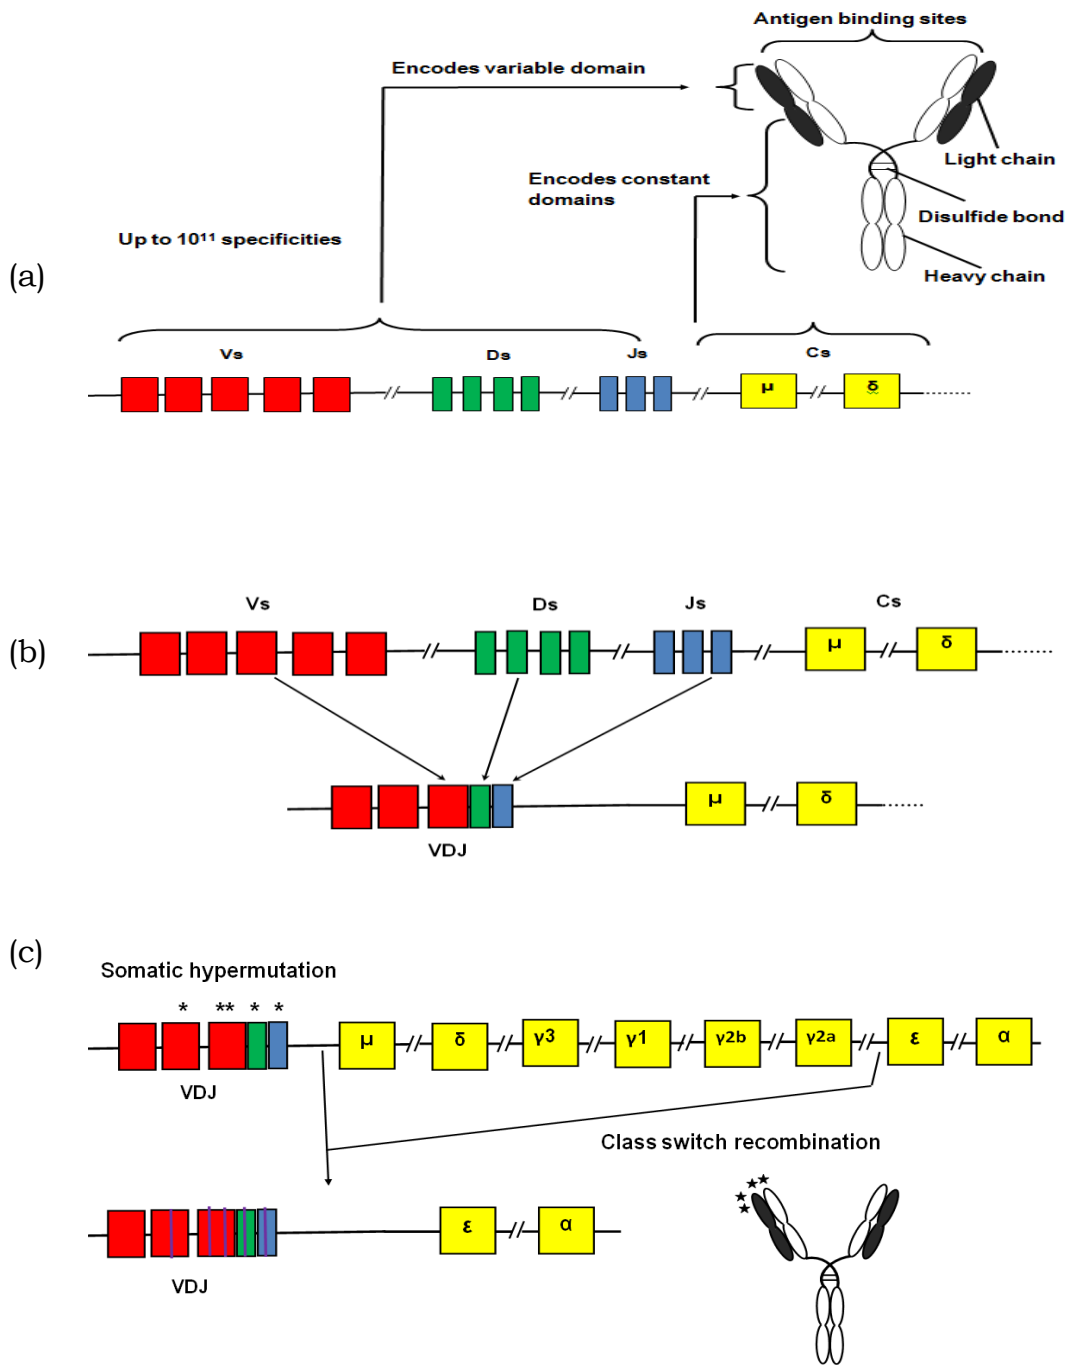 Antigen binding sites
Encodes variable domain
Light chain
Encodes constant
domains
Disulfide bond
Up to 10¹¹ specificities
Heavy chain
(a)
Vs
Ds
Js
Cs
μ
δ
Vs
Ds
Js
Cs
(b)
μ
δ
μ
δ
VDJ
(c)
Somatic hypermutation
* ** * *
μ
δ
γ3
γ1
γ2b
γ2a
ε
α
VDJ
Class switch recombination
ε
α
VDJ